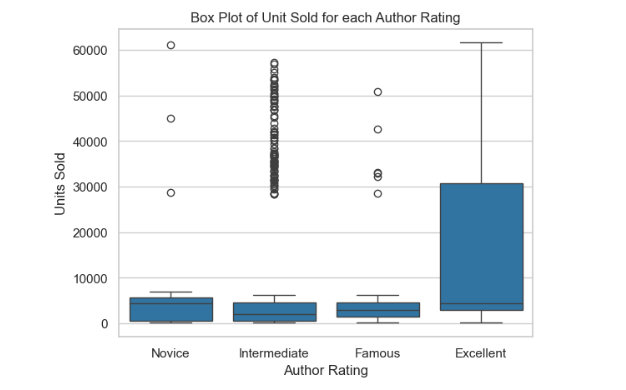 Box Plot of Unit Sold for each Author Rating
60000
50000
40000
30000
20000
10000
0
Units Sold
Novice
Intermediate
Famous
Excellent
Author Rating